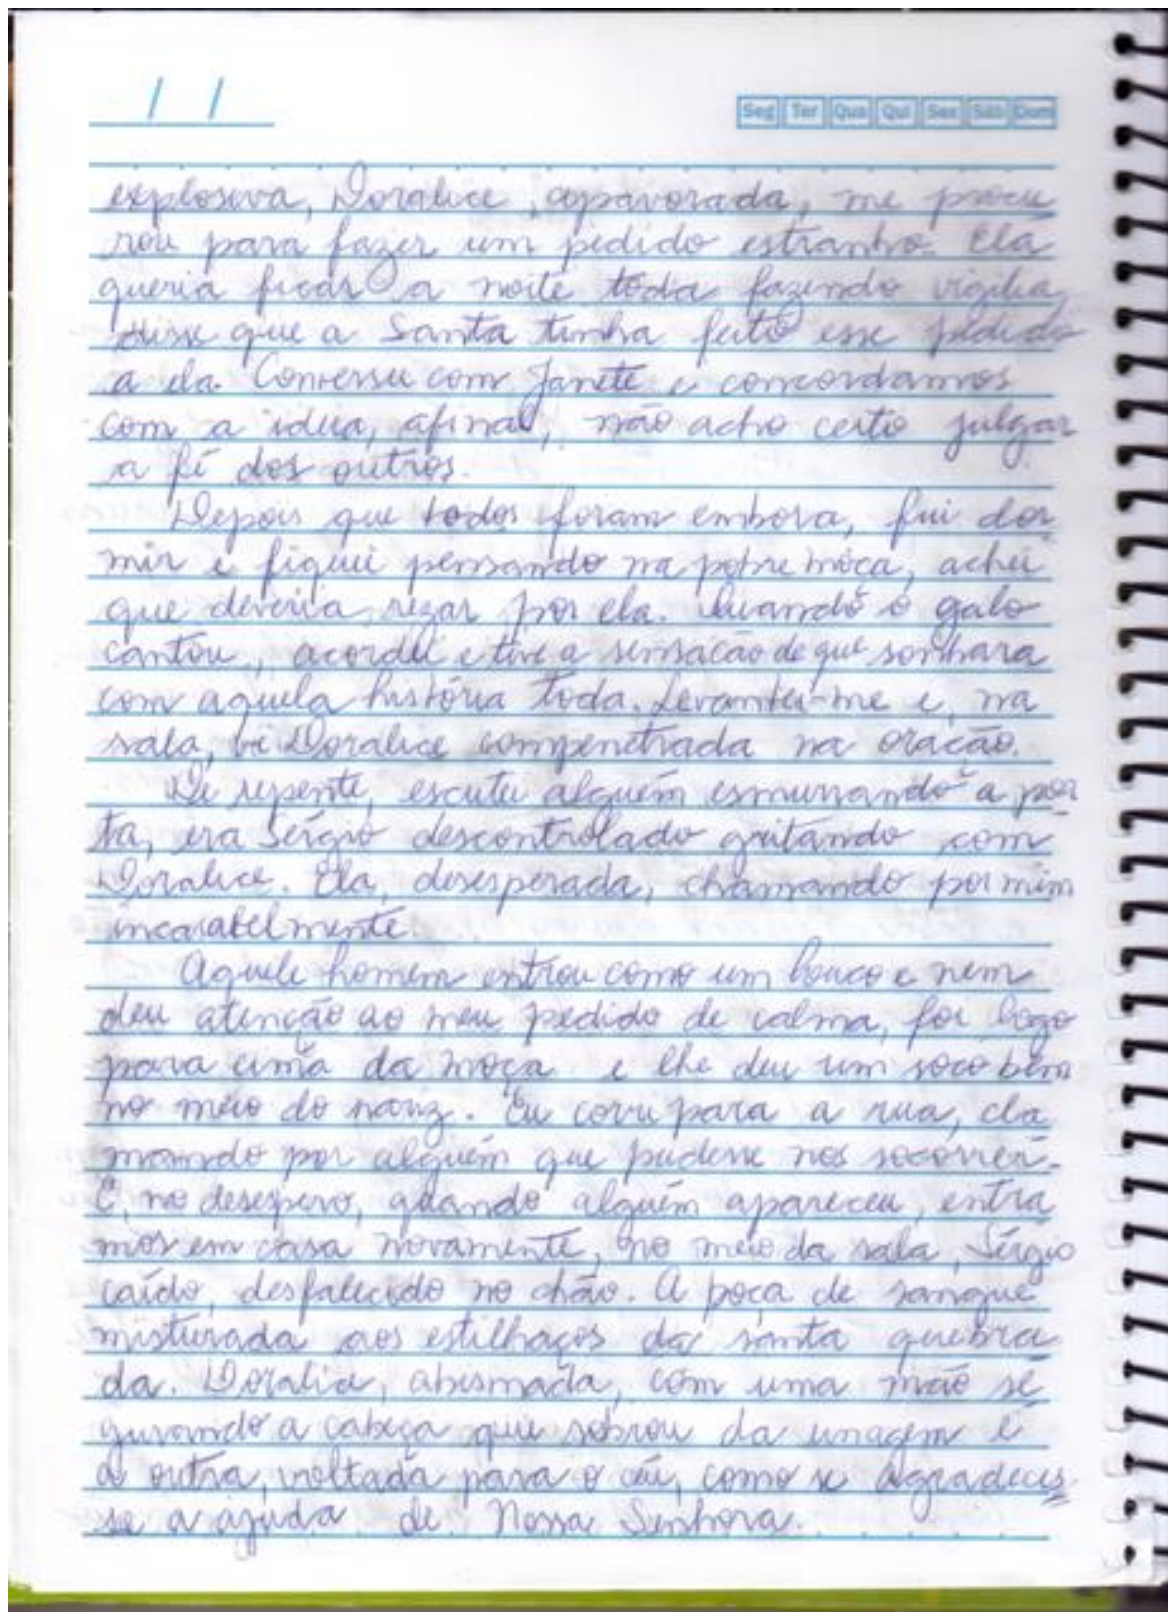 / /
Seg Ter Qua Qui Sex Sáb Dom
explosiva, Doralice, apavorada, me procu
rou para fazer um pedido estranho. Ela
queria ficar a noite toda fazendo vigília,
disse que a Santa tinha feito esse pedido
a ela. Conversei com Janete e concordamos
com a ideia, afinal, não acho certo julgar
a fé dos outros.
Depois que todos foram embora, fui dor
mir e fiquei pensando na pobre moça, achei
que deveria rezar por ela. Quando o galo
cantou, acordei e tive a sensacão de que sonhara
com aquela história toda. Levantei-me e, na
sala, vi Doralice compenetrada na oração.
De repente, escutei alguém esmurrando a por
ta, era Sérgio descontrolado gritando com
Doralice. Ela, desesperada, chamando por mim
incansavelmente.
Aquele homem entrou como um louco e nem
deu atenção ao meu pedido de calma, foi logo
para cima da moça e lhe deu um soco bem
no meio do nariz. Eu corri para a rua, cla
mando por alguém que pudesse nos socorrer.
E, no desespero, quando alguém apareceu, entra
mos em casa novamente, no meio da sala, Sérgio
caído, desfalecido no chão. A poça de sangue
misturada aos estilhaços da santa quebra
da. Doralice, abismada, com uma mão se
gurando a cabeça que sobrou da imagem e
a outra, voltada para o céu, como se agradeces
se a ajuda de Nossa Senhora.